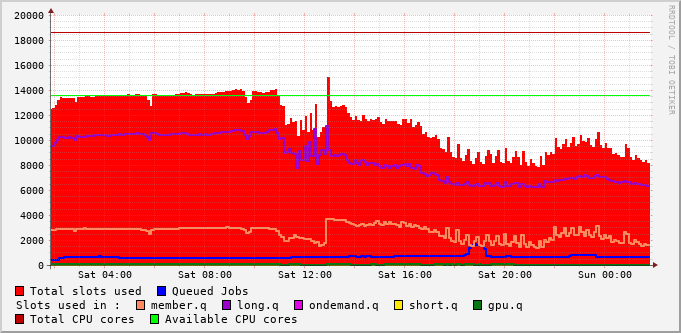 20000
18000
16000
14000
12000
10000
8000
6000
4000
2000
0
Sat 04:00 Sat 08:00 Sat 12:00 Sat 16:00 Sat 20:00 Sun 00:00
RRDTOOL / TOBI OETIKER
Total slots used Queued Jobs
Slots used in : member.q long.q ondemand.q short.q gpu.q
Total CPU cores Available CPU cores